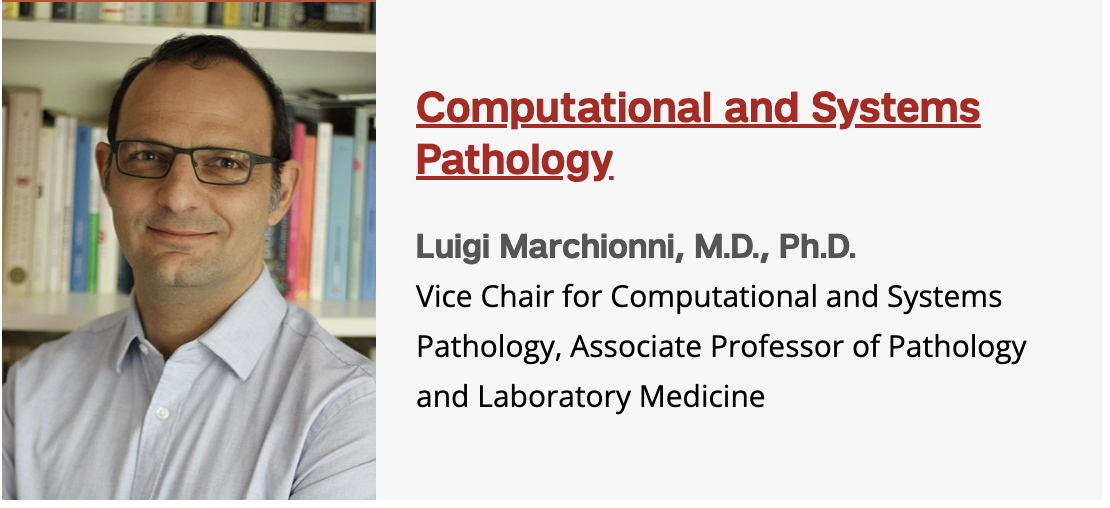 Computational and Systems
Pathology
Luigi Marchionni, M.D., Ph.D.
Vice Chair for Computational and Systems
Pathology, Associate Professor of Pathology
and Laboratory Medicine